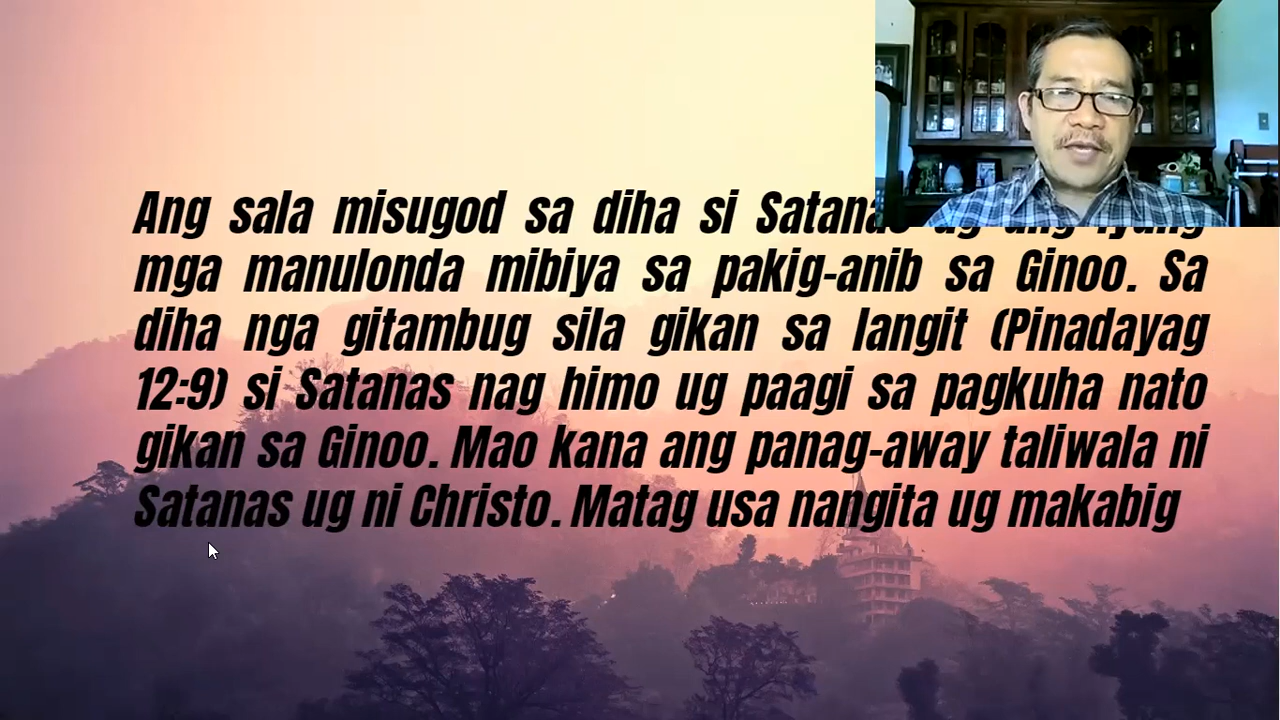 Ang sala misugod sa diha si Satanas
mga manulonda mibiya sa pakig-anib sa Ginoo. Sa
diha nga gitambug sila gikan sa langit (Pinadayag
12:9) si Satanas nag himo ug paagi sa pagkuha nato
gikan sa Ginoo. Mao kana ang panag-away taliwala ni
Satanas ug ni Christo. Matag usa nangita ug makabig